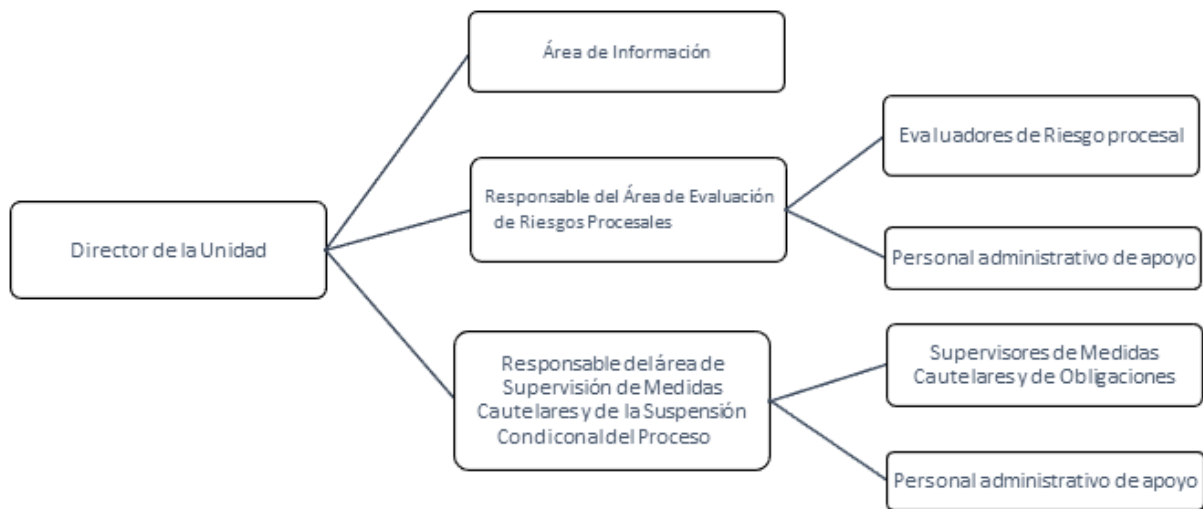 Área de Información
Evaluadores de Riesgo procesal
Responsable del Área de Evaluación
de Riesgos Procesales
Director de la Unidad
Personal administrativo de apoyo
Responsable del área de
Supervisión de Medidas
Cautelares y de la Suspensión
Condiconal del Proceso
Supervisores de Medidas
Cautelares y de Obligaciones
Personal administrativo de apoyo